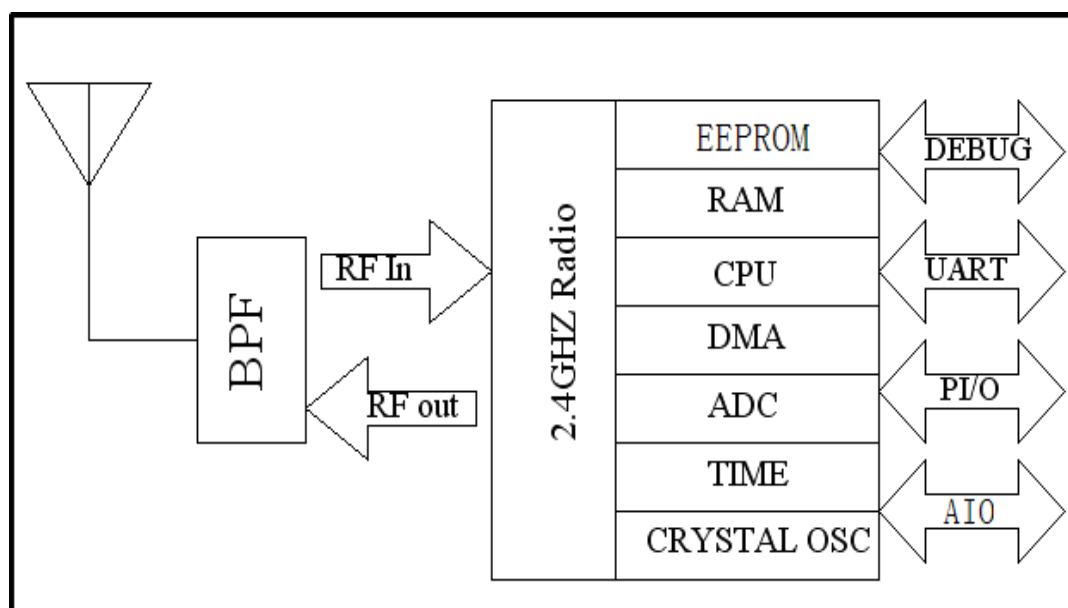 BPF
RF In
RF out
2.4GHZ Radio
EEPROM
RAM
CPU
DMA
ADC
TIME
CRYSTAL OSC
DEBUG
UART
PI/O
AIO